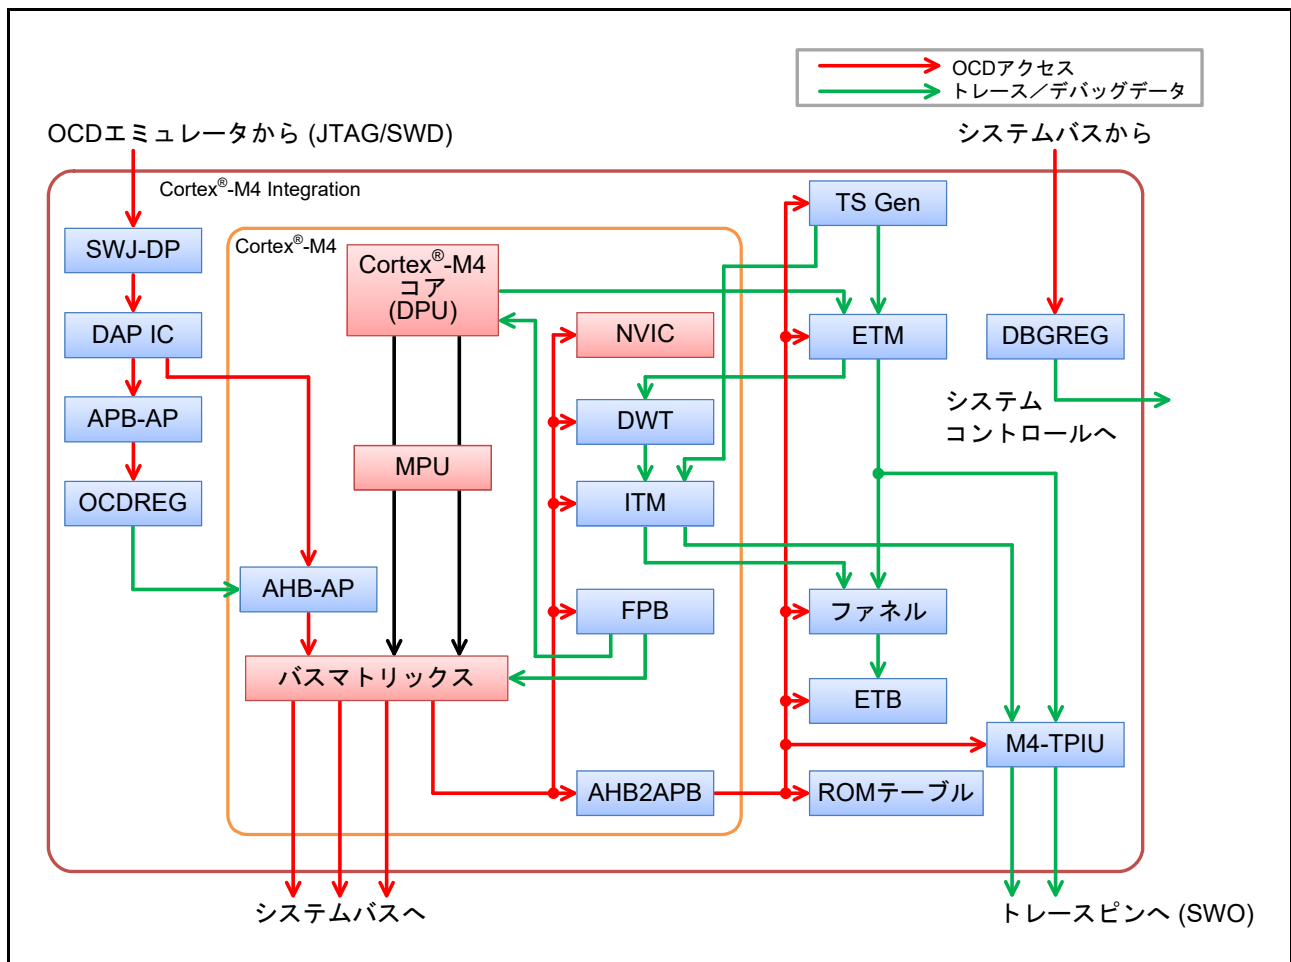 OCDアクセス
トレース／デバッグデータ
OCDエミュレータから (JTAG/SWD)
システムバスから
Cortex®-M4 Integration
TS Gen
SWJ-DP
Cortex®-M4
Cortex®-M4
コア
(DPU)
DAP IC
NVIC
ETM
DBGREG
APB-AP
DWT
システム
コントロールへ
MPU
OCDREG
ITM
AHB-AP
FPB
ファネル
バスマトリックス
ETB
M4-TPIU
AHB2APB
ROMテーブル
システムバスへ
トレースピンへ (SWO)